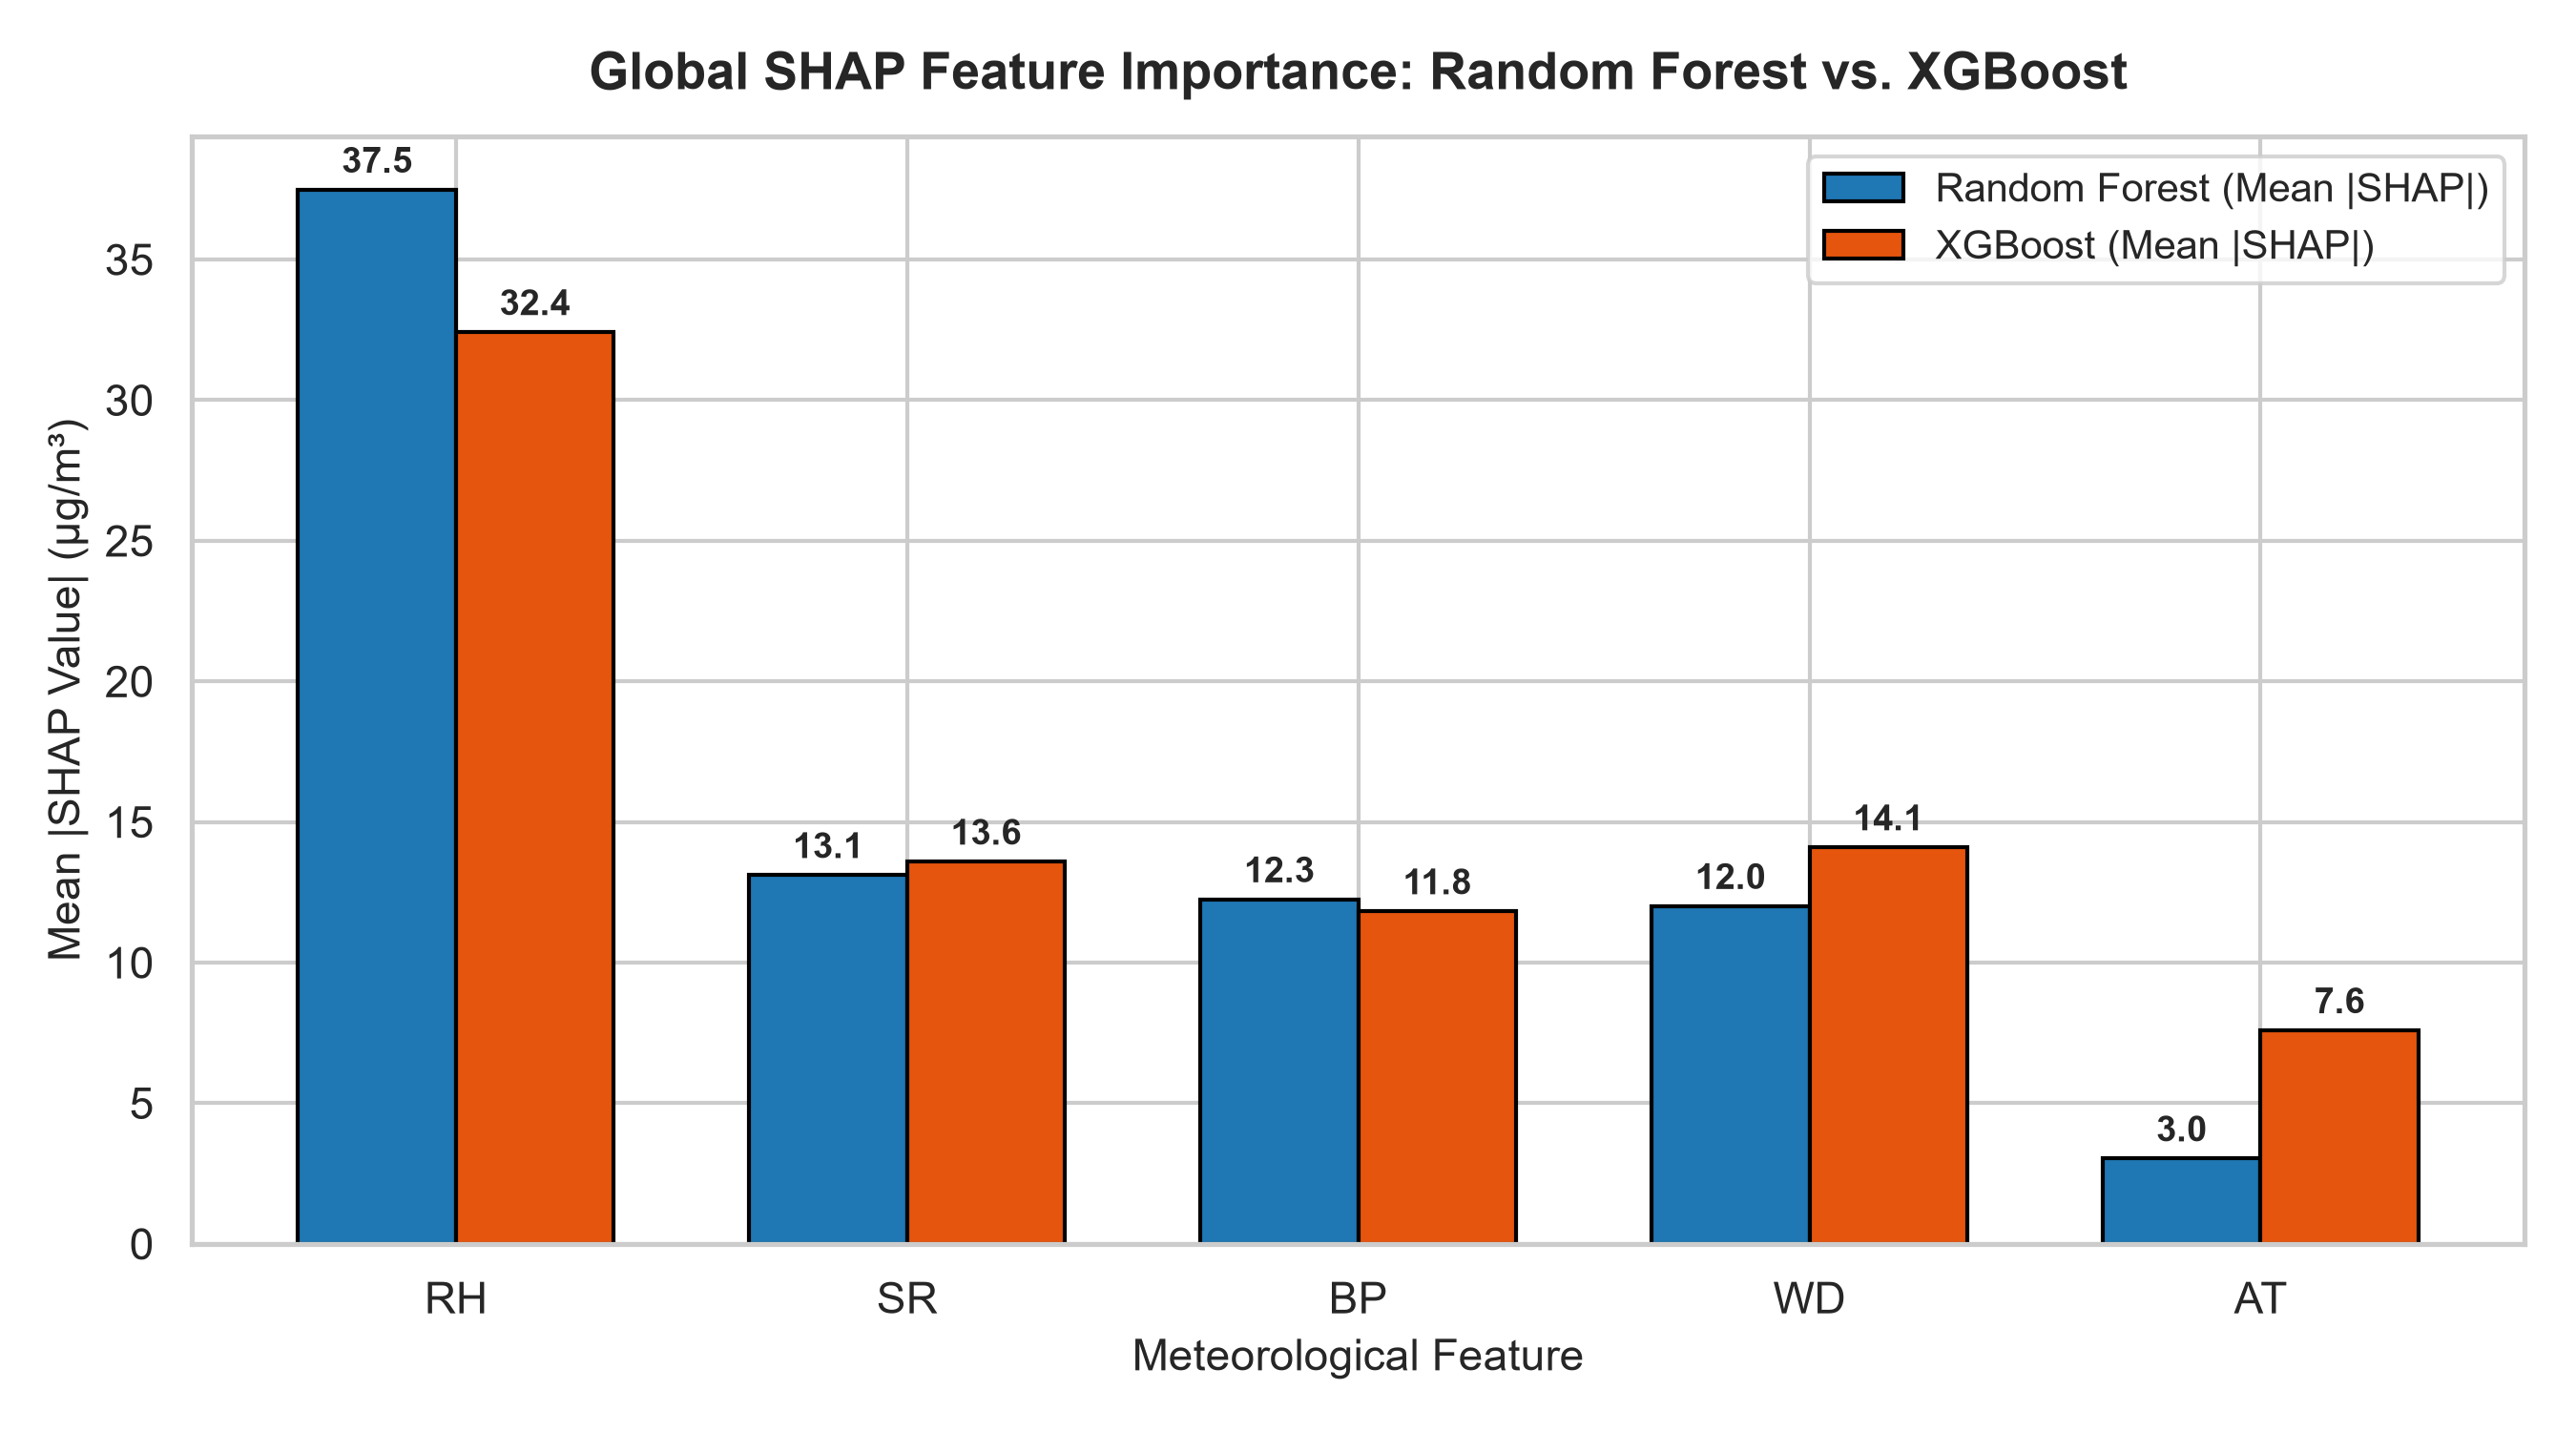 Global SHAP Feature Importance: Random Forest vs. XGBoost
Random Forest (Mean |SHAP|)
XGBoost (Mean |SHAP|)
Mean |SHAP Value| (µg/m³)
35
30
25
20
15
10
5
0
37.5
32.4
13.1
13.6
12.3
11.8
12.0
14.1
3.0
7.6
RH
SR
BP
WD
AT
Meteorological Feature